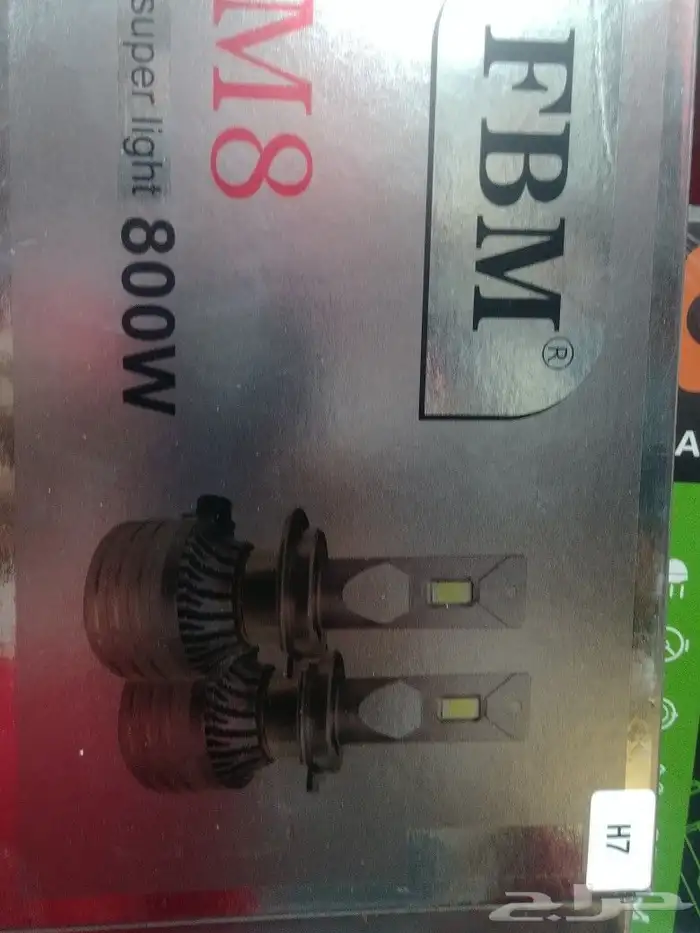 FBM®
M8
super light 800W
H7
A
حراج